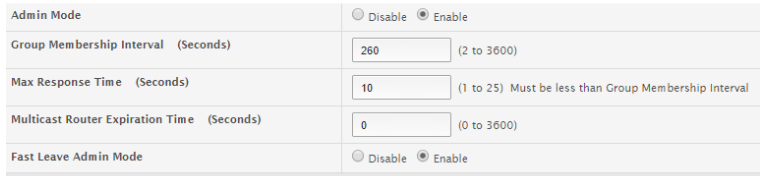 Admin Mode Disable Enable
Group Membership Interval (Seconds) 260 (2 to 3600)
Max Response Time (Seconds) 10 (1 to 25) Must be less than Group Membership Interval
Multicast Router Expiration Time (Seconds) 0 (0 to 3600)
Fast Leave Admin Mode Disable Enable